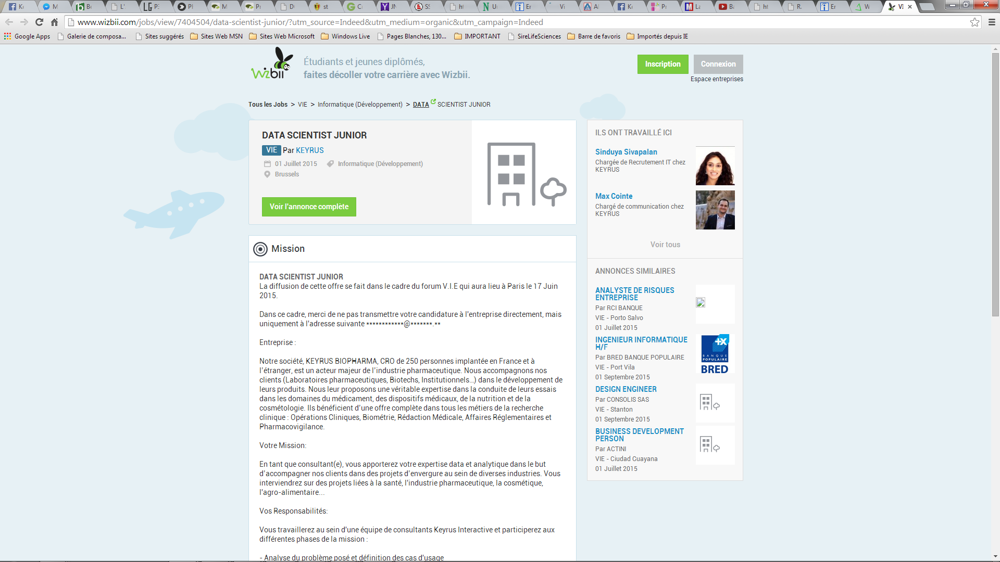 www.wizbii.com/jobs/view/7404504/data-scientist-junior/?utm_source=Indeed&utm_medium=organic&utm_campaign=Indeed
Google Apps Galerie de composa... Sites suggérés Sites Web MSN Sites Web Microsoft Windows Live Pages Blanches, 130... IMPORTANT SireLifeSciences Barre de favoris Importés depuis IE
wizbii
Étudiants et jeunes diplômés,
faites décoller votre carrière avec Wizbii.
Inscription Connexion
Espace entreprises
Tous les Jobs > VIE > Informatique (Développement) > DATA SCIENTIST JUNIOR
DATA SCIENTIST JUNIOR
VIE Par KEYRUS
01 Juillet 2015 Informatique (Développement)
Brussels
Voir l'annonce complète
Mission
DATA SCIENTIST JUNIOR
La diffusion de cette offre se fait dans le cadre du forum V.I.E qui aura lieu à Paris le 17 Juin
2015.
Dans ce cadre, merci de ne pas transmettre votre candidature à l'entreprise directement, mais
uniquement à l'adresse suivante ************@*******.**
Entreprise :
Notre société, KEYRUS BIOPHARMA, CRO de 250 personnes implantée en France et à
l'étranger, est un acteur majeur de l'industrie pharmaceutique. Nous accompagnons nos
clients (Laboratoires pharmaceutiques, Biotechs, Institutionnels…) dans le développement de
leurs produits. Nous leur proposons une véritable expertise dans la conduite de leurs essais
dans les domaines du médicament, des dispositifs médicaux, de la nutrition et de la
cosmétologie. Ils bénéficient d'une offre complète dans tous les métiers de la recherche
clinique : Opérations Cliniques, Biométrie, Rédaction Médicale, Affaires Réglementaires et
Pharmacovigilance.
Votre Mission:
En tant que consultant(e), vous apporterez votre expertise data et analytique dans le but
d'accompagner nos clients dans des projets d'envergure au sein de diverses industries. Vous
interviendrez sur des projets liées à la santé, l'industrie pharmaceutique, la cosmétique,
l'agro-alimentaire...
Vos Responsabilités:
Vous travaillerez au sein d'une équipe de consultants Keyrus Interactive et participerez aux
différentes phases de la mission :
- Analyse du problème posé et définition des cas d'usage
ILS ONT TRAVAILLÉ ICI
Sinduya Sivapalan
Chargée de Recrutement IT chez
KEYRUS
Max Cointe
Chargé de communication chez
KEYRUS
Voir tous
ANNONCES SIMILAIRES
ANALYSTE DE RISQUES
ENTREPRISE
Par RCI BANQUE
VIE - Porto Salvo
01 Juillet 2015
INGENIEUR INFORMATIQUE
H/F
Par BRED BANQUE POPULAIRE
VIE - Port Vila
01 Septembre 2015
BANQUE
POPULAIRE
BRED
DESIGN ENGINEER
Par CONSOLIS SAS
VIE - Stanton
01 Septembre 2015
BUSINESS DEVELOPMENT
PERSON
Par ACTINI
VIE - Ciudad Guayana
01 Juillet 2015